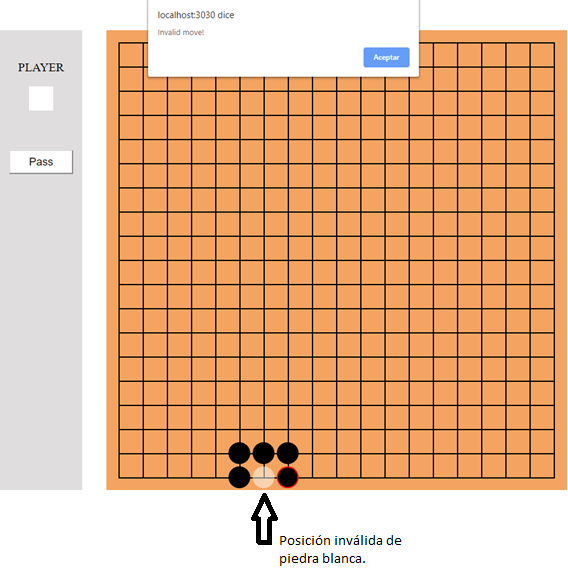 localhost:3030 dice
Invalid move!
Aceptar
PLAYER
Pass
Posición inválida de
piedra blanca.